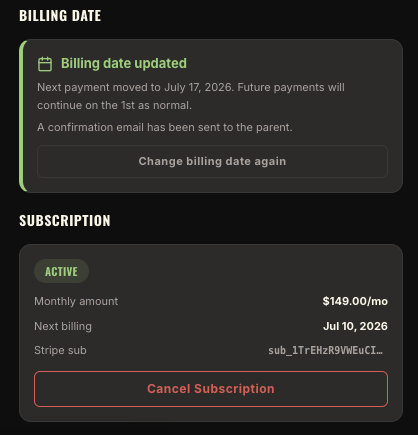 BILLING DATE
Billing date updated
Next payment moved to July 17, 2026. Future payments will
continue on the 1st as normal.
A confirmation email has been sent to the parent.
Change billing date again
SUBSCRIPTION
ACTIVE
Monthly amount $149.00/mo
Next billing Jul 10, 2026
Stripe sub sub_1TrEHzR9VWEuCI…
Cancel Subscription